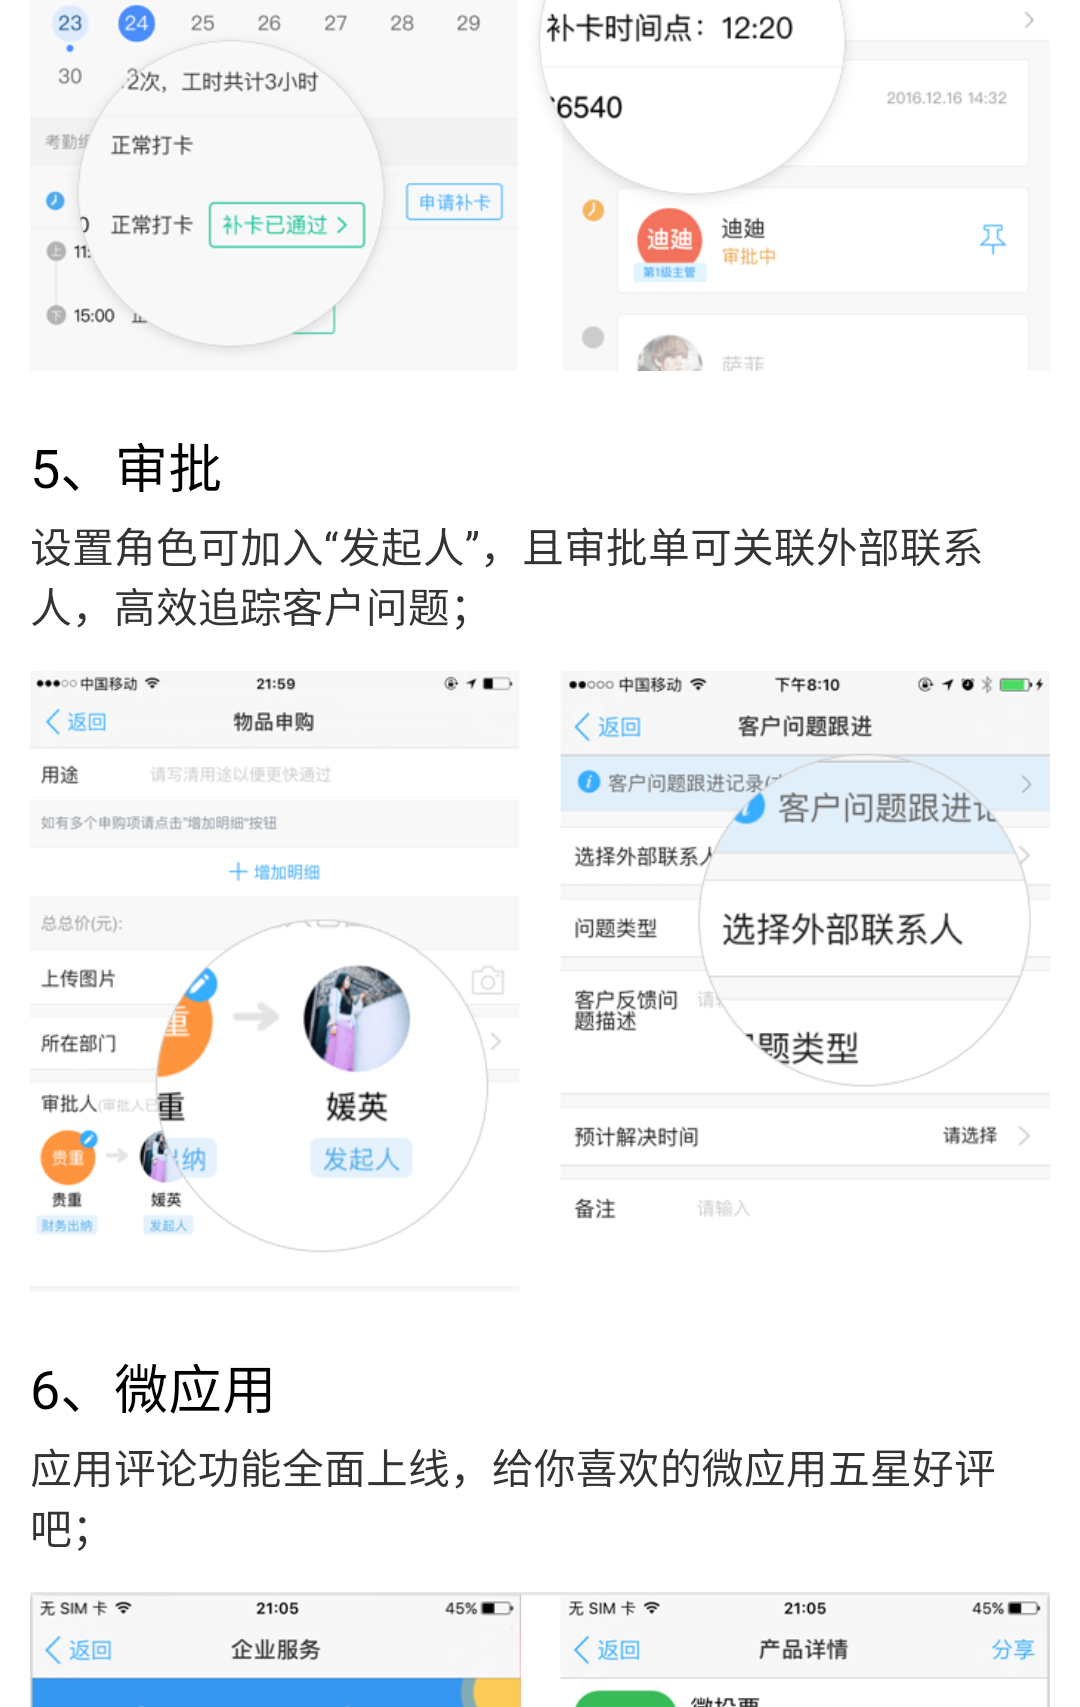 23 24 25 26 27 28 29
30
2次，工时共计3小时
考勤
正常打卡
正常打卡 补卡已通过 >
申请补卡
上 11:
下 15:00
补卡时间点：12:20
6540
2016.12.16 14:32
迪迪
迪迪
审批中
第1级主管
萨菲
5、审批
设置角色可加入“发起人”，且审批单可关联外部联系
人，高效追踪客户问题；
中国移动 21:59
返回 物品申购
用途 请写清用途以便更快通过
如有多个申购项请点击"增加明细"按钮
+ 增加明细
总总价(元):
上传图片
所在部门
审批人(审批人已
贵重
贵重
财务出纳
媛英
发起人
重
重
纳
媛英
发起人
中国移动 下午8:10
返回 客户问题跟进
客户问题跟进记录
客户问题跟进
选择外部联系人
选择外部联系人
问题类型
题类型
客户反馈问
题描述
请
预计解决时间 请选择
备注 请输入
6、微应用
应用评论功能全面上线，给你喜欢的微应用五星好评
吧；
无 SIM 卡 21:05 45%
返回 企业服务
无 SIM 卡 21:05 45%
返回 产品详情 分享
微投票